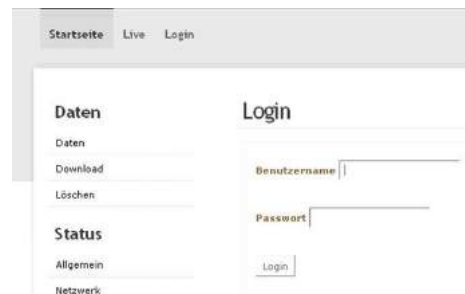 Startseite Live Login
Daten
Daten
Download
Löschen
Status
Allgemein
Netzwerk
Login
Benutzername
Passwort
Login